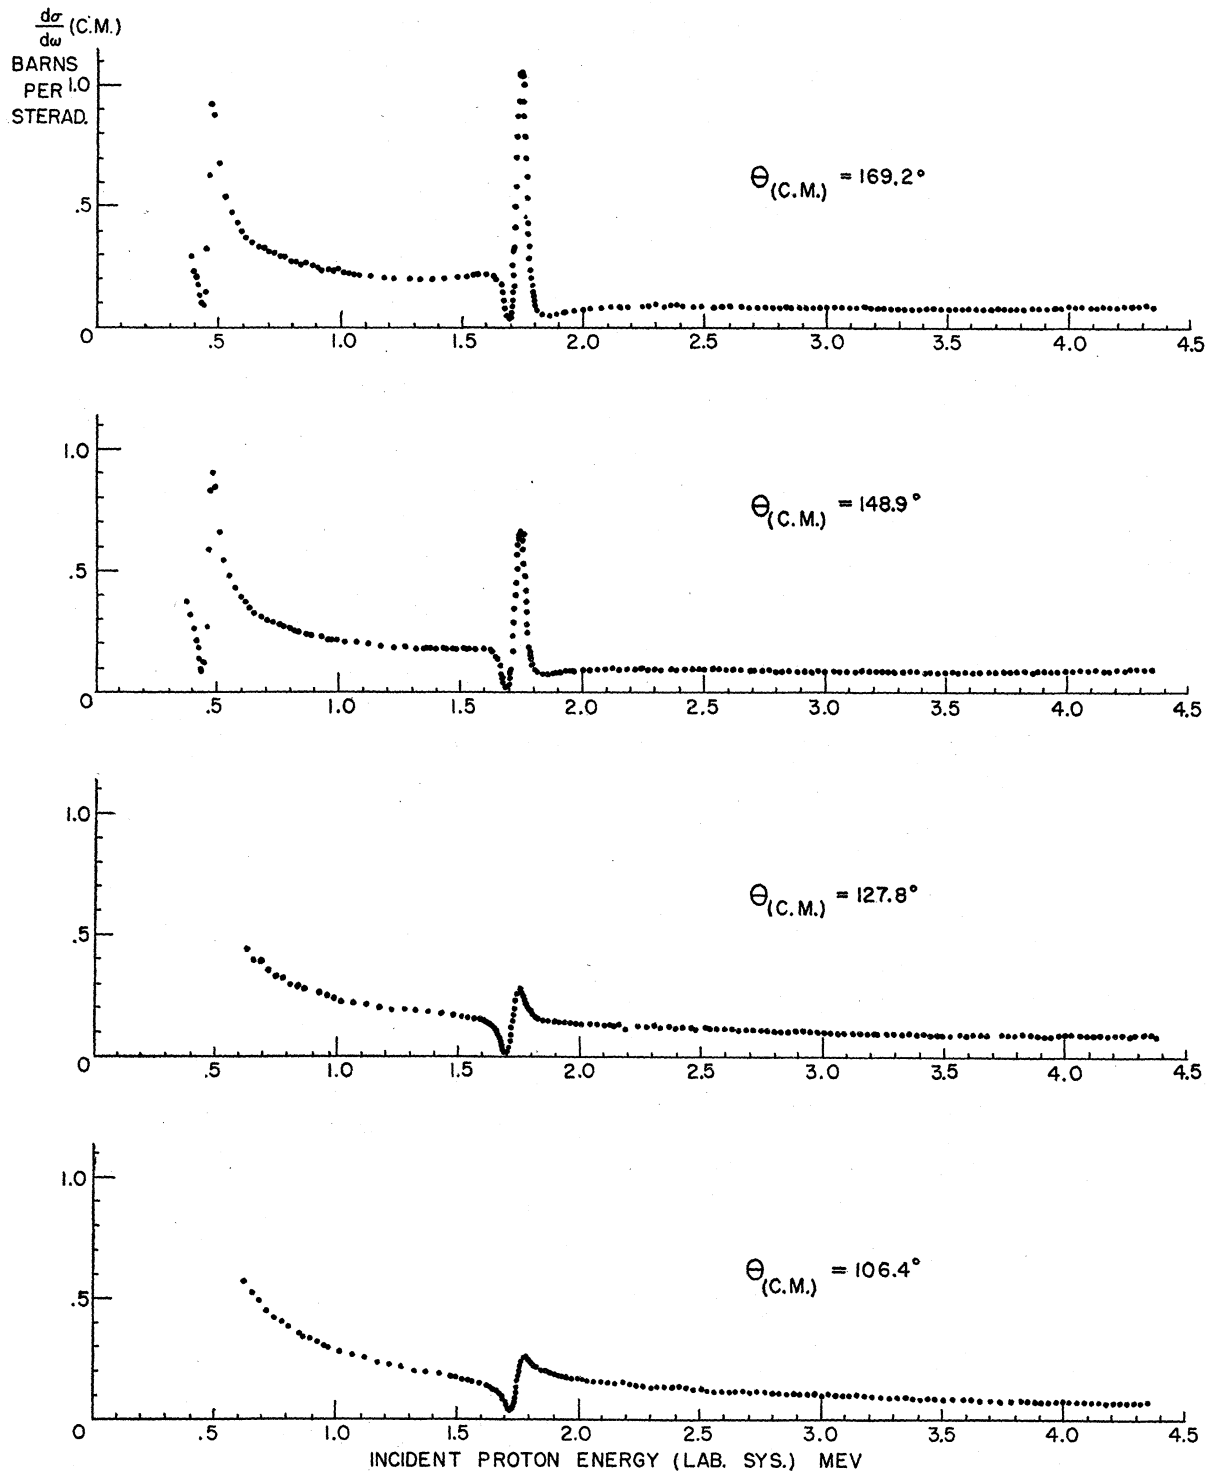 dσ
dω (C.M.)
BARNS
PER
STERAD.
1.0
.5
0 .5 1.0 1.5 2.0 2.5 3.0 3.5 4.0 4.5
Θ(C.M.) = 169.2°
1.0
.5
0 .5 1.0 1.5 2.0 2.5 3.0 3.5 4.0 4.5
Θ(C.M.) = 148.9°
1.0
.5
0 .5 1.0 1.5 2.0 2.5 3.0 3.5 4.0 4.5
Θ(C.M.) = 127.8°
1.0
.5
0 .5 1.0 1.5 2.0 2.5 3.0 3.5 4.0 4.5
Θ(C.M.) = 106.4°
INCIDENT PROTON ENERGY (LAB. SYS.) MEV